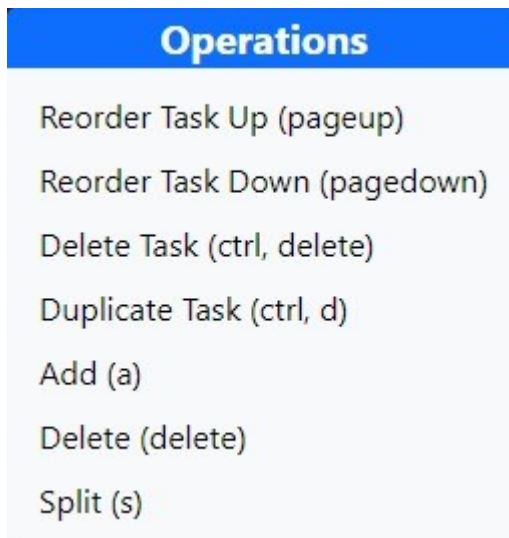 Operations
Reorder Task Up (pageup)
Reorder Task Down (pagedown)
Delete Task (ctrl, delete)
Duplicate Task (ctrl, d)
Add (a)
Delete (delete)
Split (s)